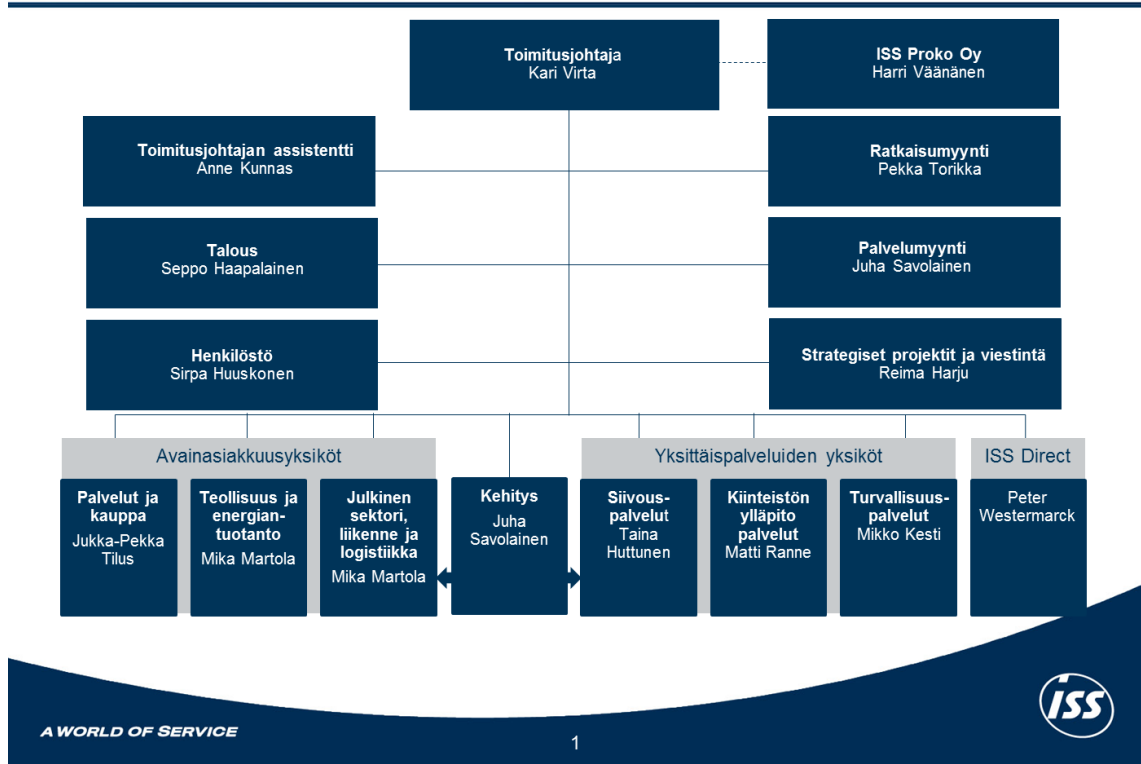 Toimitusjohtaja
Kari Virta
ISS Proko Oy
Harri Väänänen
Toimitusjohtajan assistentti
Anne Kunnas
Ratkaisumyynti
Pekka Torikka
Talous
Seppo Haapalainen
Palvelumyynti
Juha Savolainen
Henkilöstö
Sirpa Huuskonen
Strategiset projektit ja viestintä
Reima Harju
Avainasiakkuusyksiköt
Palvelut ja
kauppa
Jukka-Pekka
Tilus
Teollisuus ja
energian-
tuotanto
Mika Martola
Julkinen
sektori,
liikenne ja
logistiikka
Mika Martola
Kehitys
Juha
Savolainen
Yksittäispalveluiden yksiköt
Siivous-
palvelut
Taina
Huttunen
Kiinteistön
ylläpito
palvelut
Matti Ranne
Turvallisuus-
palvelut
Mikko Kesti
ISS Direct
Peter
Westermarck
A WORLD OF SERVICE
1
ISS